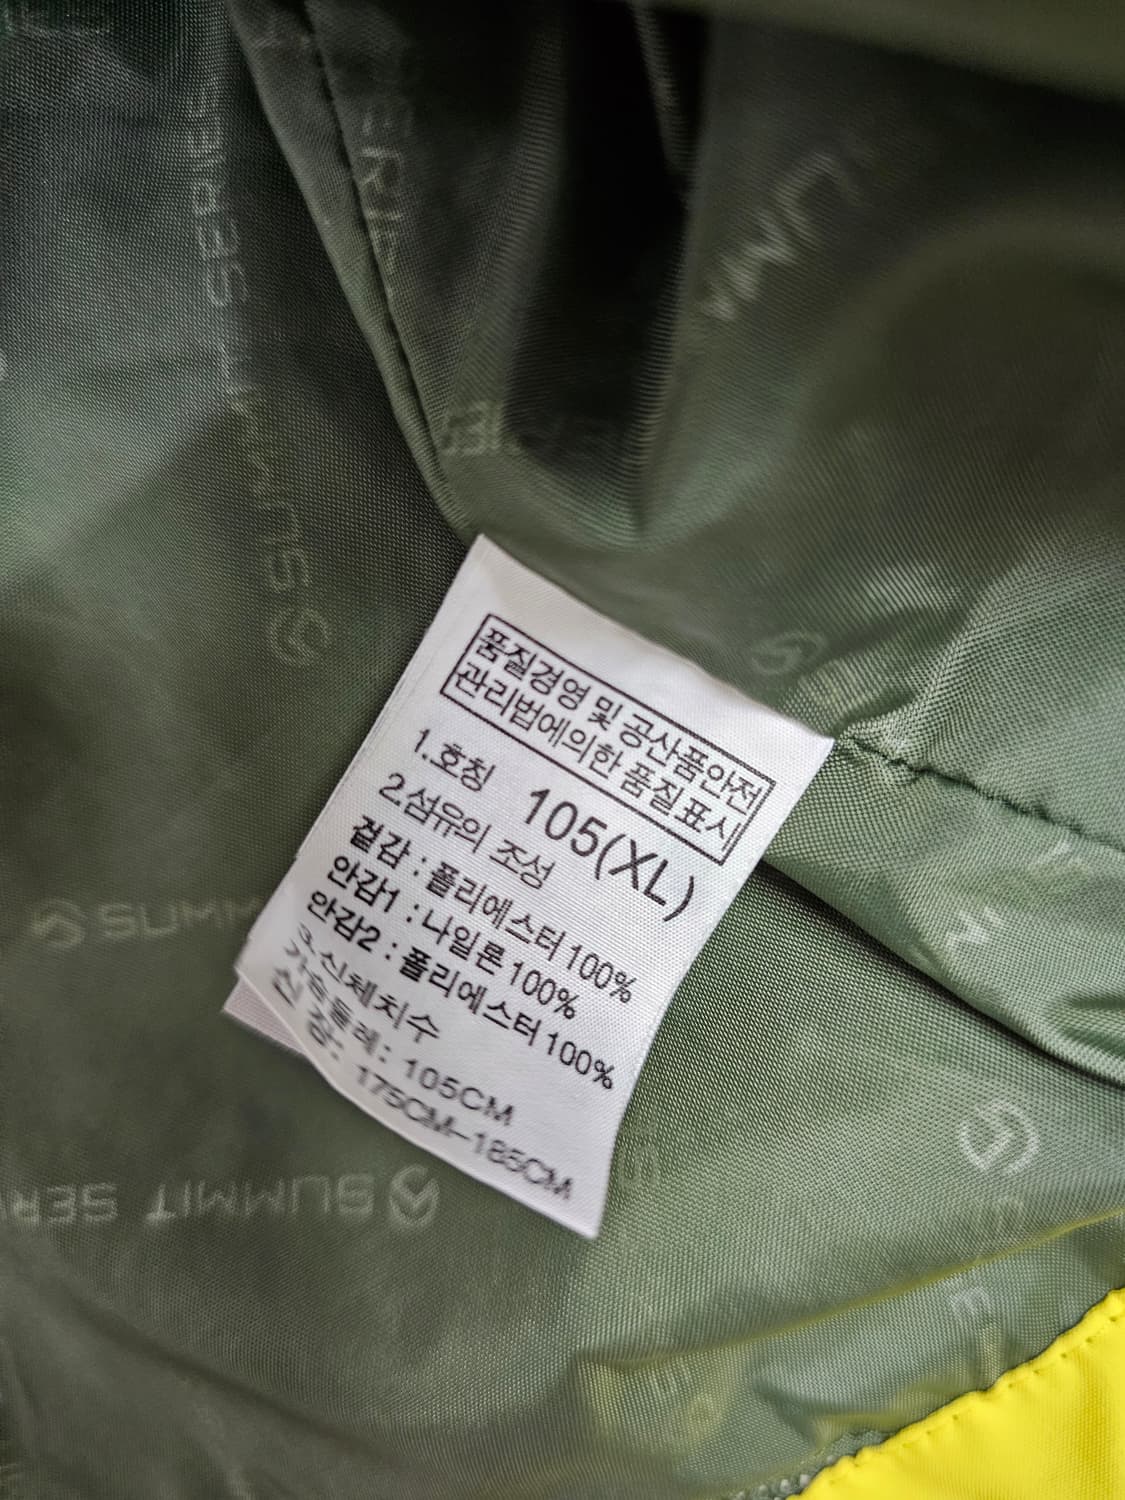 품질경영 및 공산품안전
관리법에의한 품질표시
1.호칭 105(XL)
2.섬유의 조성
겉감 : 폴리에스터 100%
안감1 : 나일론 100%
안감2 : 폴리에스터 100%
3.신체치수
가슴둘레: 105CM
신 장: 175CM-185CM
SUMMIT SERI
SUMM
SUMMIT SER